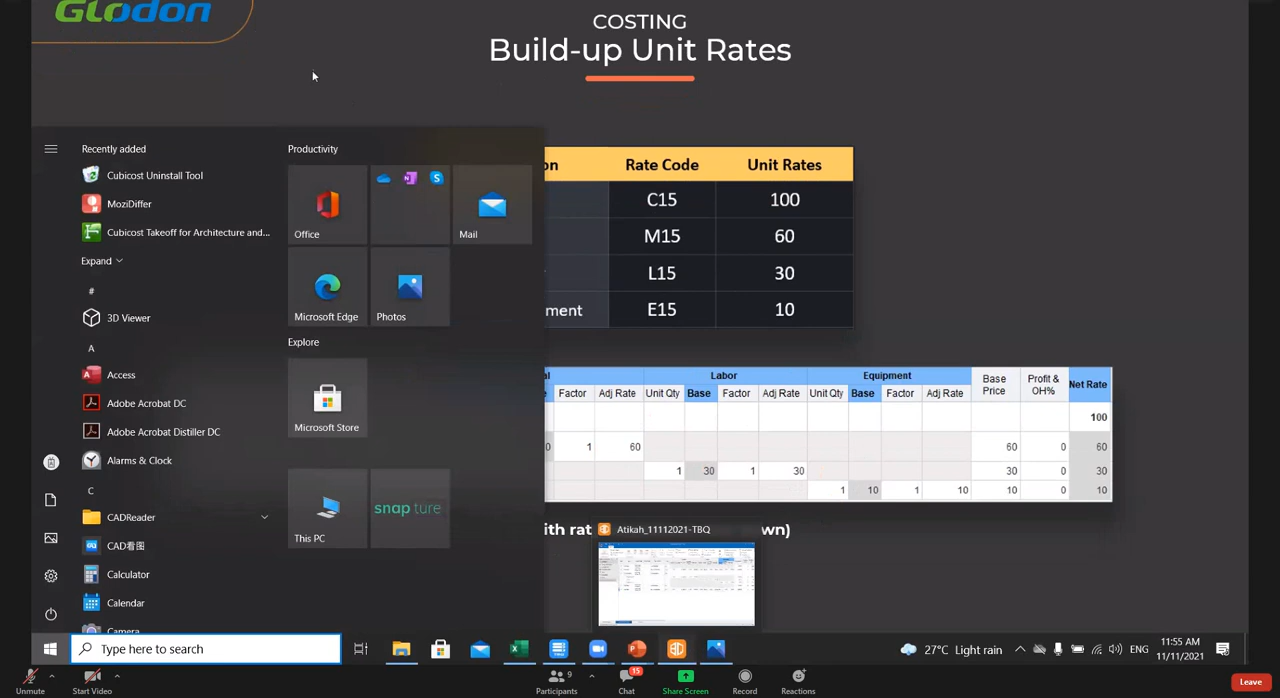 Glodon
COSTING
Build-up Unit Rates
Recently added
Cubicost Uninstall Tool
MoziDiffer
Cubicost Takeoff for Architecture and...
Expand
#
3D Viewer
A
Access
Adobe Acrobat DC
Adobe Acrobat Distiller DC
Alarms & Clock
C
CADReader
CAD看图
Calculator
Calendar
Camera
Productivity
Office
Mail
Microsoft Edge
Photos
Explore
Microsoft Store
This PC
snap ture
on Rate Code Unit Rates
C15 100
M15 60
L15 30
ment E15 10
al Labor Equipment Base Price Profit & OH% Net Rate
Factor Adj Rate Unit Qty Base Factor Adj Rate Unit Qty Base Factor Adj Rate
100
0 1 60 60 0 60
1 30 1 30 30 0 30
1 10 1 10 10 0 10
ith rat
Atikah_11112021-TBQ
wn)
Type here to search
27°C Light rain
ENG
11:55 AM
11/11/2021
Unmute
Start Video
Participants 9
Chat 15
Share Screen
Record
Reactions
Leave